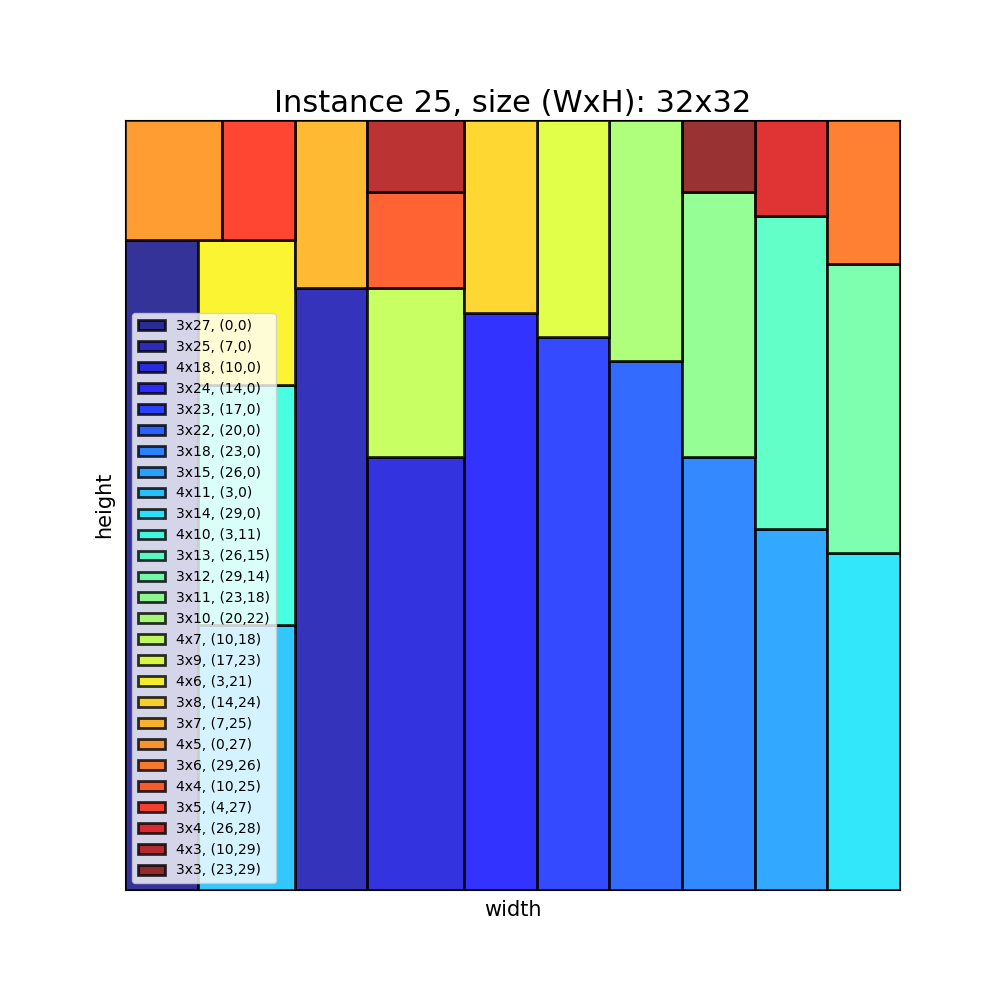 Instance 25, size (WxH): 32x32
height
3x27, (0,0)
3x25, (7,0)
4x18, (10,0)
3x24, (14,0)
3x23, (17,0)
3x22, (20,0)
3x18, (23,0)
3x15, (26,0)
4x11, (3,0)
3x14, (29,0)
4x10, (3,11)
3x13, (26,15)
3x12, (29,14)
3x11, (23,18)
3x10, (20,22)
4x7, (10,18)
3x9, (17,23)
4x6, (3,21)
3x8, (14,24)
3x7, (7,25)
4x5, (0,27)
3x6, (29,26)
4x4, (10,25)
3x5, (4,27)
3x4, (26,28)
4x3, (10,29)
3x3, (23,29)
width